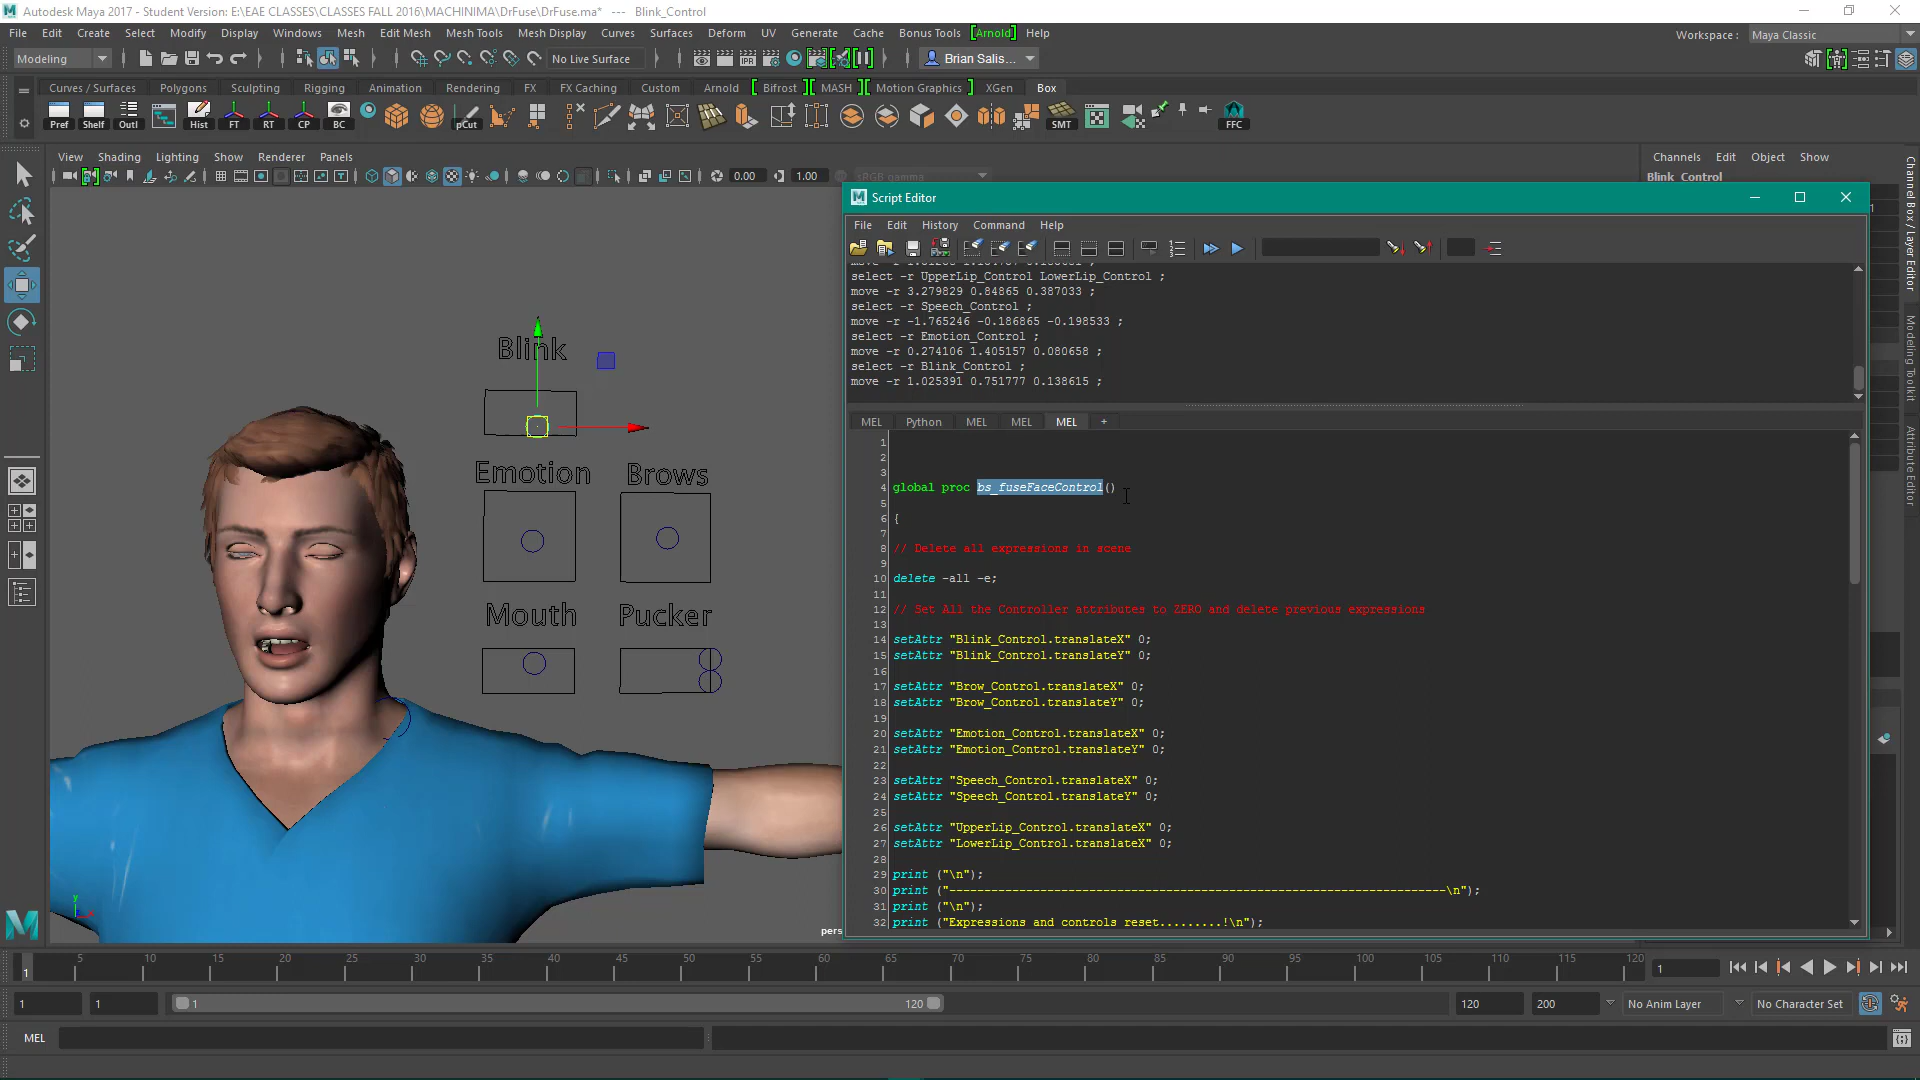 Autodesk Maya 2017 - Student Version: E:\EAE CLASSES\CLASSES FALL 2016\MACHINIMA\DrFuse\DrFuse.ma*   ---   Blink_Control
File Edit Create Select Modify Display Windows Mesh Edit Mesh Mesh Tools Mesh Display Curves Surfaces Deform UV Generate Cache Bonus Tools [Arnold] Help
Workspace : Maya Classic
Modeling No Live Surface Brian Salis...
Curves / Surfaces Polygons Sculpting Rigging Animation Rendering FX FX Caching Custom Arnold Bifrost MASH Motion Graphics XGen Box
Pref Shelf Outl Hist FT RT CP BC pCut SMT FFC
View Shading Lighting Show Renderer Panels
IPR
0.00 1.00
Channels Edit Object Show
Blink_Control
Channel Box / Layer Editor
Modeling Toolkit
Attribute Editor
Script Editor
File Edit History Command Help
select -r UpperLip_Control LowerLip_Control ;
move -r 3.279829 0.84865 0.387033 ;
select -r Speech_Control ;
move -r -1.765246 -0.186865 -0.198533 ;
select -r Emotion_Control ;
move -r 0.274106 1.405157 0.080658 ;
select -r Blink_Control ;
move -r 1.025391 0.751777 0.138615 ;
MEL Python MEL MEL MEL +
1
2
3
4 global proc bs_fuseFaceControl()
5
6 {
7
8 // Delete all expressions in scene
9
10 delete -all -e;
11
12 // Set All the Controller attributes to ZERO and delete previous expressions
13
14 setAttr "Blink_Control.translateX" 0;
15 setAttr "Blink_Control.translateY" 0;
16
17 setAttr "Brow_Control.translateX" 0;
18 setAttr "Brow_Control.translateY" 0;
19
20 setAttr "Emotion_Control.translateX" 0;
21 setAttr "Emotion_Control.translateY" 0;
22
23 setAttr "Speech_Control.translateX" 0;
24 setAttr "Speech_Control.translateY" 0;
25
26 setAttr "UpperLip_Control.translateX" 0;
27 setAttr "LowerLip_Control.translateX" 0;
28
29 print ("\n");
30 print ("-----------------------------------------------------------------------\n");
31 print ("\n");
32 print ("Expressions and controls reset.........!\n");
Blink
Emotion Brows
Mouth Pucker
y
pers
5 10 15 20 25 30 35 40 45 50 55 60 65 70 75 80 85 90 95 100 105 110 115 120
1
1
1 1 1 120 120 200 No Anim Layer No Character Set
MEL